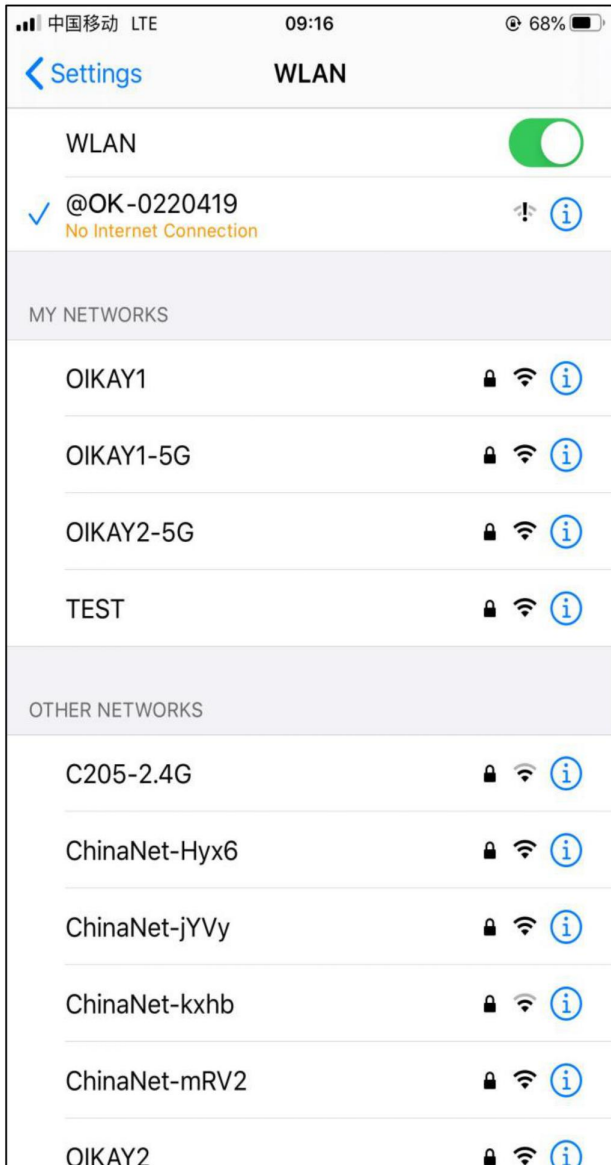 中国移动 LTE 09:16 68%
Settings WLAN
WLAN
@OK-0220419
No Internet Connection
MY NETWORKS
OIKAY1
OIKAY1-5G
OIKAY2-5G
TEST
OTHER NETWORKS
C205-2.4G
ChinaNet-Hyx6
ChinaNet-jYVy
ChinaNet-kxhb
ChinaNet-mRV2
OIKAY2